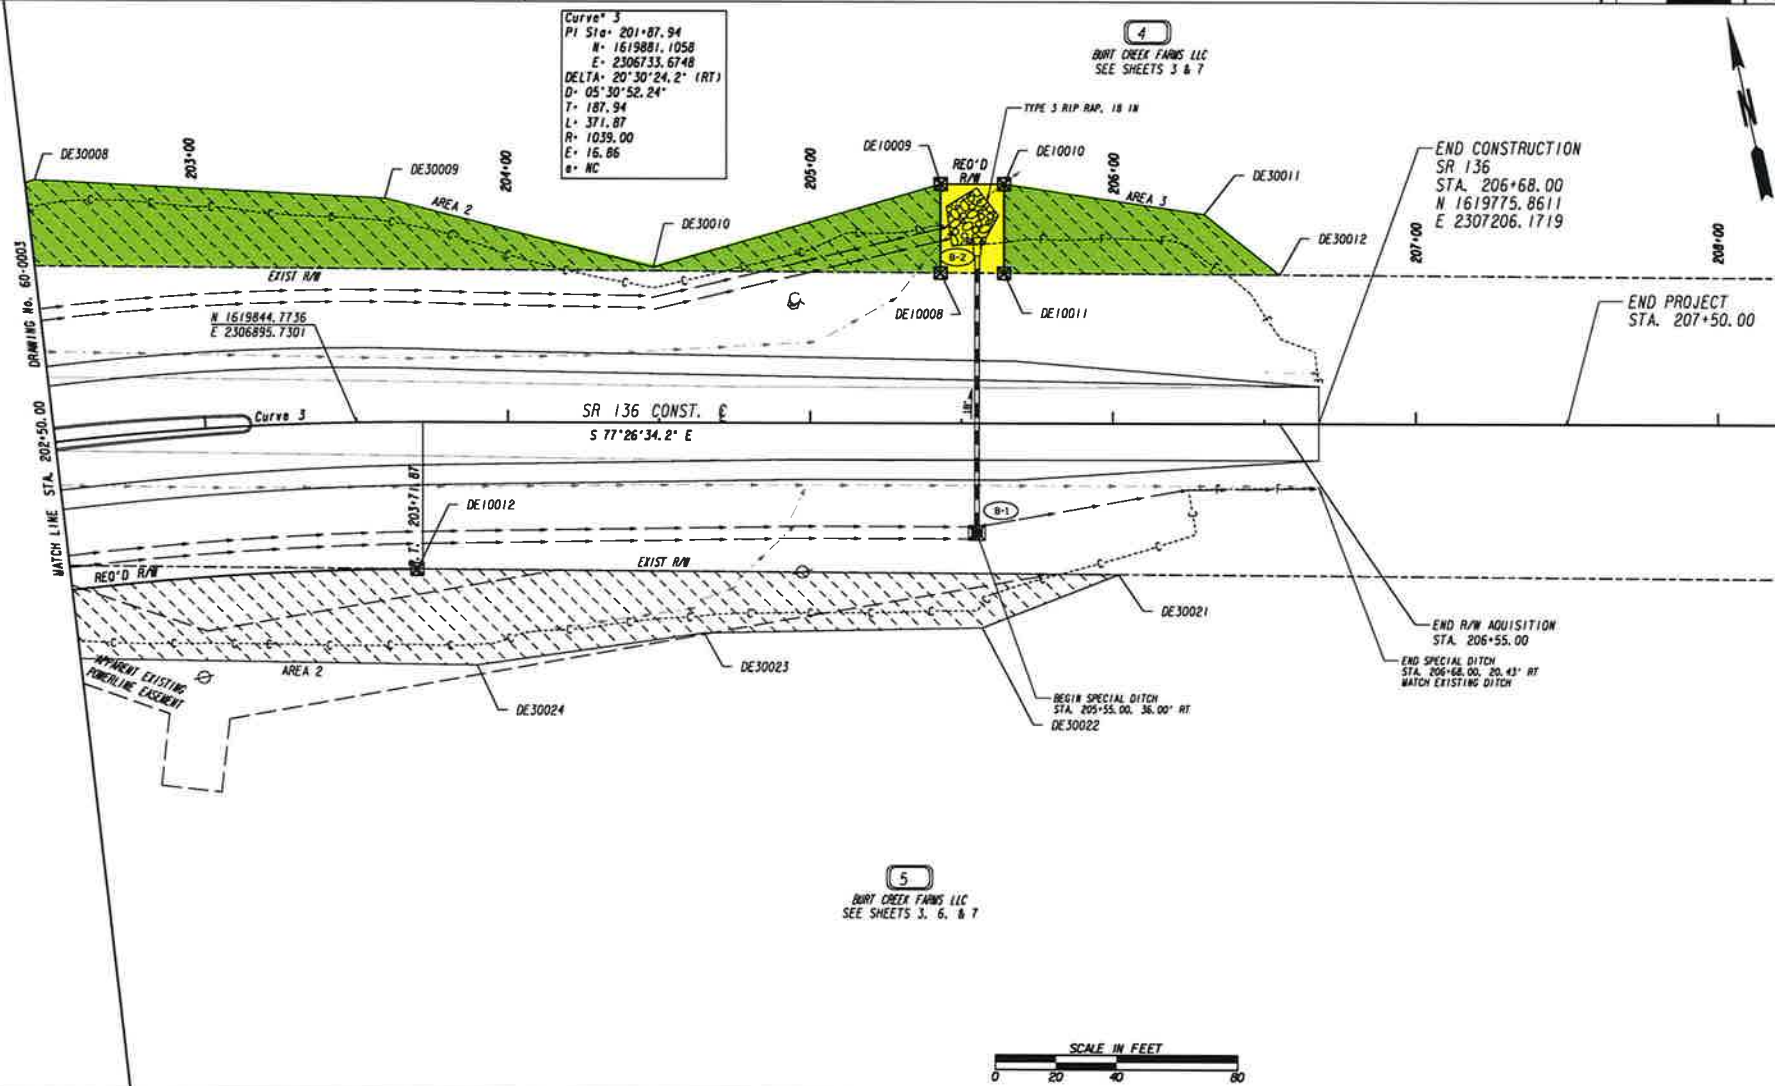 Curve* 3
PI Sta* 201+87.94
N* 1619881.1058
E* 2306733.6748
DELTA* 20°30'24.2" (RT)
D* 05°30'52.24"
T* 187.94
L* 371.87
R* 1039.00
E* 16.86
e* NC
4
BURT CREEK FARMS LLC
SEE SHEETS 3 & 7
N
TYPE 3 RIP RAP, 18 IN
DE30008
203+00
DE30009
204+00
205+00
DE10009
REQ'D
R/W
DE10010
206+00
DE30011
END CONSTRUCTION
SR 136
STA. 206+68.00
N 1619775.8611
E 2307206.1719
AREA 2
AREA 3
DE30010
DE30012
207+00
208+00
B-2
EXIST R/W
C
DE10008
DE10011
END PROJECT
STA. 207+50.00
N 1619844.7736
E 2306895.7301
MATCH LINE STA. 202+50.00 DRAWING No. 60-0003
Curve 3
SR 136 CONST. ℄
S 77°26'34.2" E
18"
P.T. 203+71.87
DE10012
B-1
REQ'D R/W
EXIST R/W
DE30021
END R/W AQUISITION
STA. 206+55.00
END SPECIAL DITCH
STA. 206+68.00, 20.43' RT
MATCH EXISTING DITCH
DE30023
AREA 2
APPARENT EXISTING
POWERLINE EASEMENT
DE30024
BEGIN SPECIAL DITCH
STA. 205+55.00, 36.00' RT
DE30022
5
BURT CREEK FARMS LLC
SEE SHEETS 3, 6, & 7
SCALE IN FEET
0 20 40 80